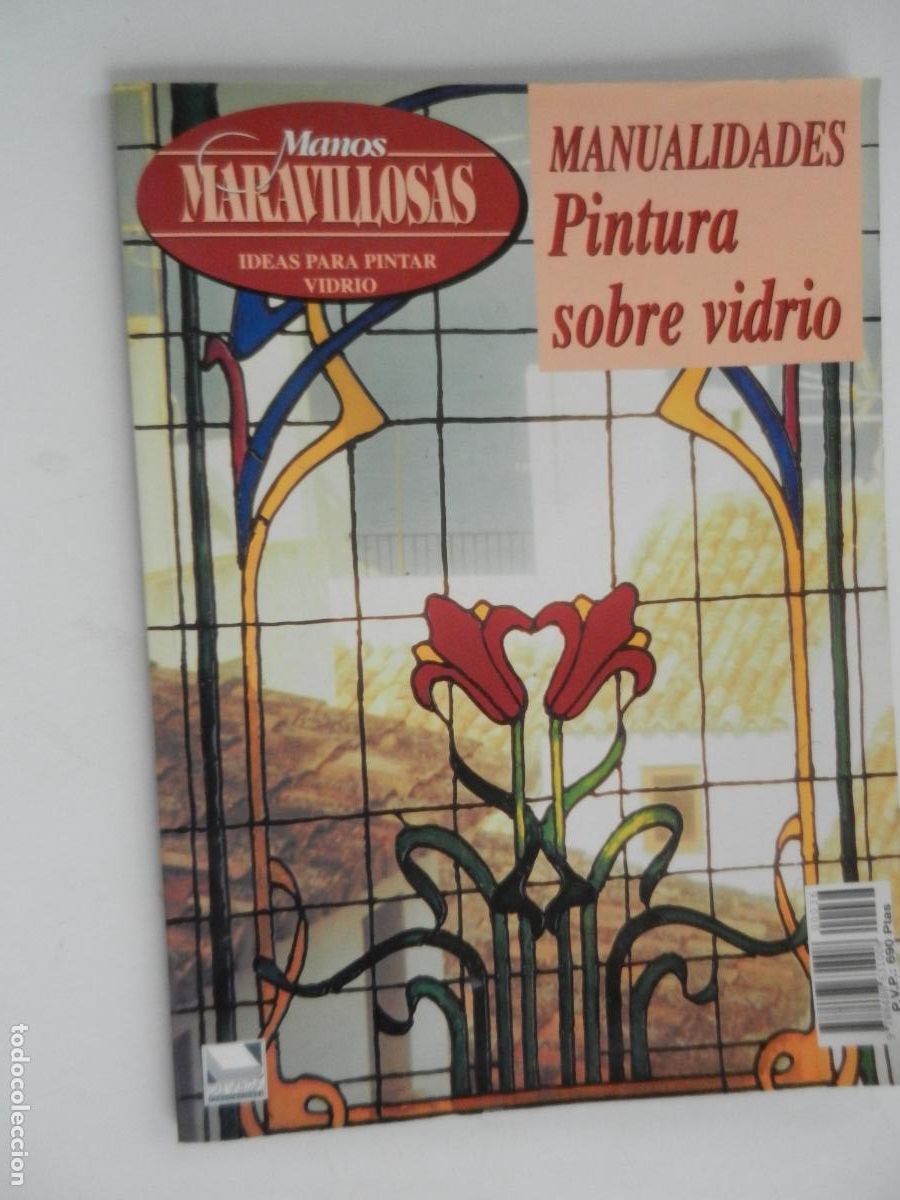 Manos
MARAVILLOSAS
IDEAS PARA PINTAR
VIDRIO
MANUALIDADES
Pintura
sobre vidrio
P.V.P.: 690 Ptas
todocoleccion